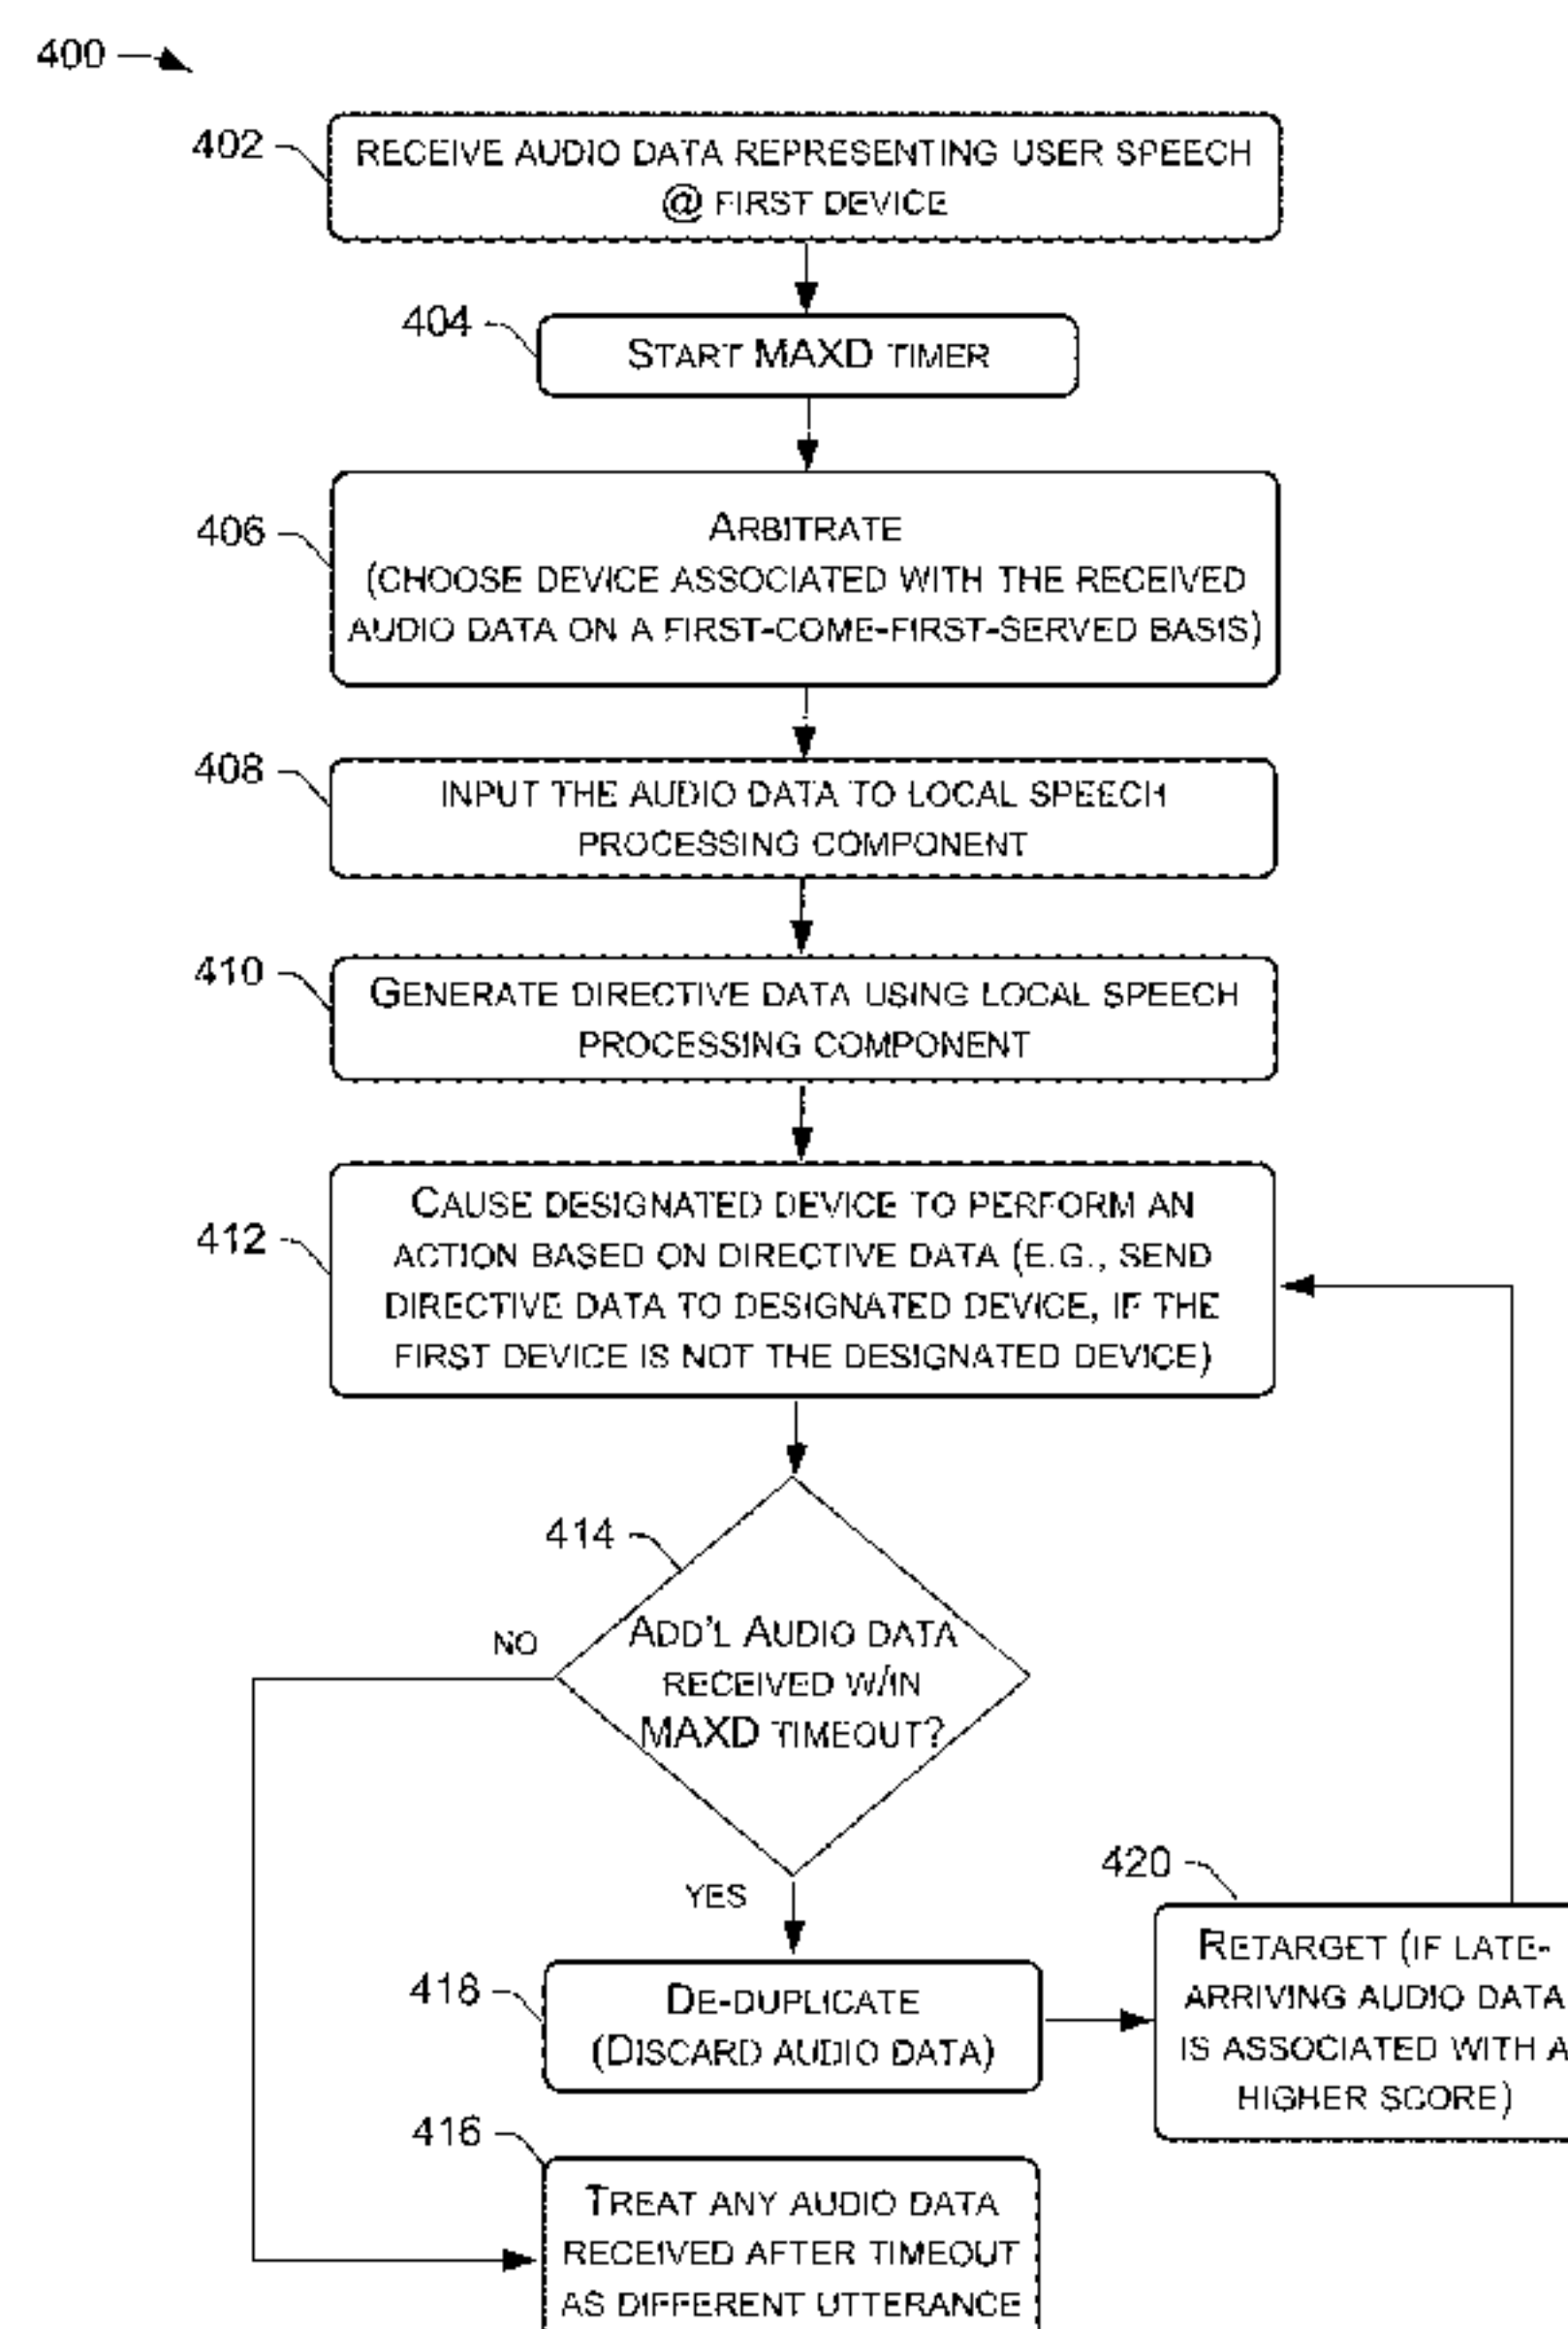 400
402
RECEIVE AUDIO DATA REPRESENTING USER SPEECH
@ FIRST DEVICE
404
START MAXD TIMER
406
ARBITRATE
(CHOOSE DEVICE ASSOCIATED WITH THE RECEIVED
AUDIO DATA ON A FIRST-COME-FIRST-SERVED BASIS)
408
INPUT THE AUDIO DATA TO LOCAL SPEECH
PROCESSING COMPONENT
410
GENERATE DIRECTIVE DATA USING LOCAL SPEECH
PROCESSING COMPONENT
412
CAUSE DESIGNATED DEVICE TO PERFORM AN
ACTION BASED ON DIRECTIVE DATA (E.G., SEND
DIRECTIVE DATA TO DESIGNATED DEVICE, IF THE
FIRST DEVICE IS NOT THE DESIGNATED DEVICE)
414
ADD'L AUDIO DATA
RECEIVED W/IN
MAXD TIMEOUT?
NO
YES
418
DE-DUPLICATE
(DISCARD AUDIO DATA)
420
RETARGET (IF LATE-
ARRIVING AUDIO DATA
IS ASSOCIATED WITH A
HIGHER SCORE)
416
TREAT ANY AUDIO DATA
RECEIVED AFTER TIMEOUT
AS DIFFERENT UTTERANCE